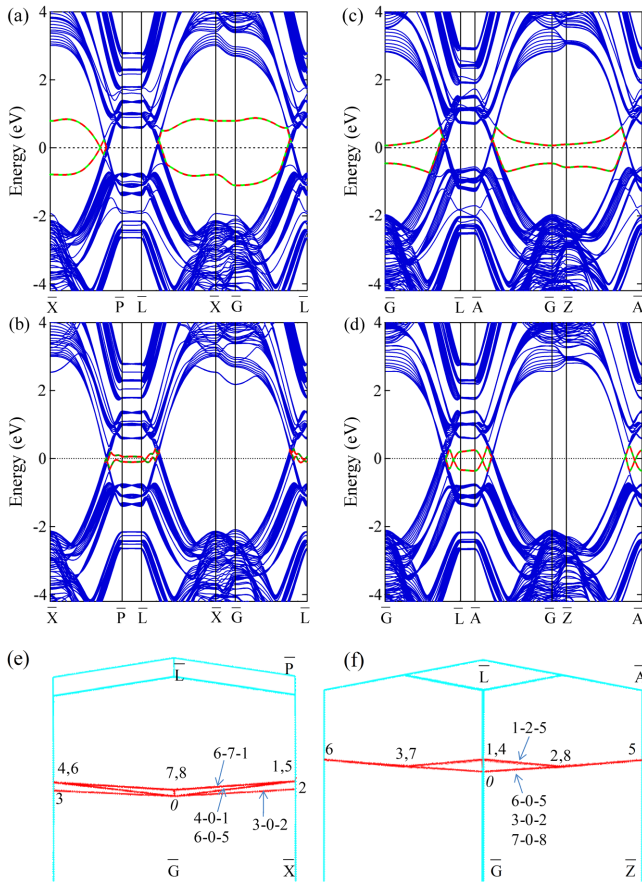 (a)
4
2
0
-2
-4
Energy (eV)
X̅ P̅ L̅ X̅ G̅ L̅
(c)
4
2
0
-2
-4
Energy (eV)
G̅ L̅ A̅ G̅ Z̅ A̅
(b)
4
2
0
-2
-4
Energy (eV)
X̅ P̅ L̅ X̅ G̅ L̅
(d)
4
2
0
-2
-4
Energy (eV)
G̅ L̅ A̅ G̅ Z̅ A̅
(e)
L̅ P̅
6-7-1
4,6 7,8 1,5
3 0 2
4-0-1 3-0-2
6-0-5
G̅ X̅
(f)
L̅ A̅
1-2-5
6 3,7 1,4 2,8 5
0
6-0-5
3-0-2
7-0-8
G̅ Z̅